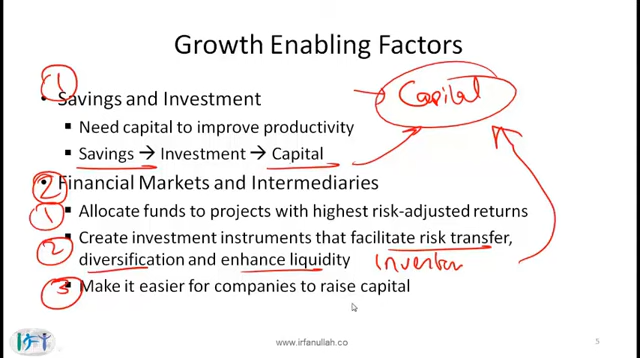 Growth Enabling Factors
1
• Savings and Investment
Capital
▪ Need capital to improve productivity
▪ Savings → Investment → Capital
2
• Financial Markets and Intermediaries
1
▪ Allocate funds to projects with highest risk-adjusted returns
2
▪ Create investment instruments that facilitate risk transfer,
diversification and enhance liquidity
Investor
3
▪ Make it easier for companies to raise capital
www.irfanullah.co
5